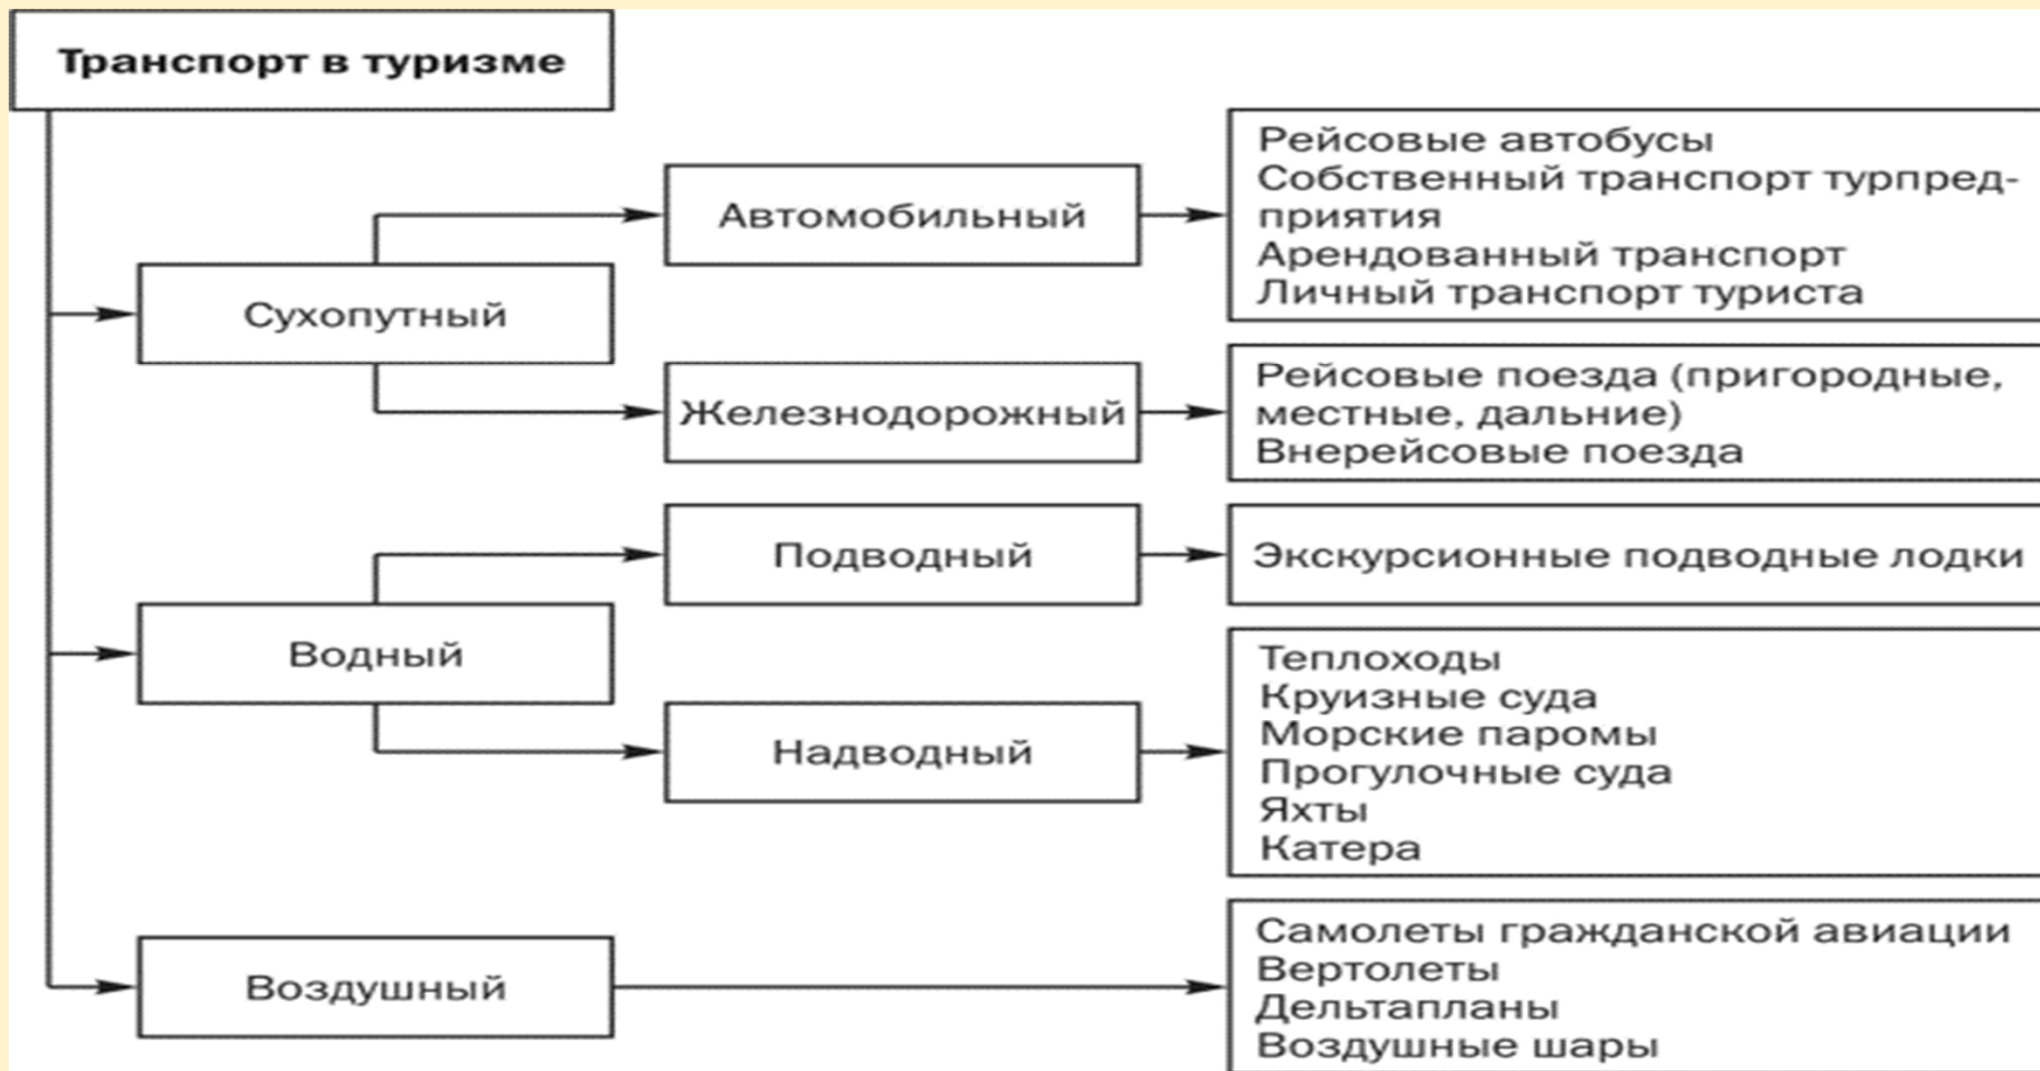 Транспорт в туризме
Сухопутный
Автомобильный
Рейсовые автобусы
Собственный транспорт турпред-
приятия
Арендованный транспорт
Личный транспорт туриста
Железнодорожный
Рейсовые поезда (пригородные,
местные, дальние)
Внерейсовые поезда
Водный
Подводный
Экскурсионные подводные лодки
Надводный
Теплоходы
Круизные суда
Морские паромы
Прогулочные суда
Яхты
Катера
Воздушный
Самолеты гражданской авиации
Вертолеты
Дельтапланы
Воздушные шары